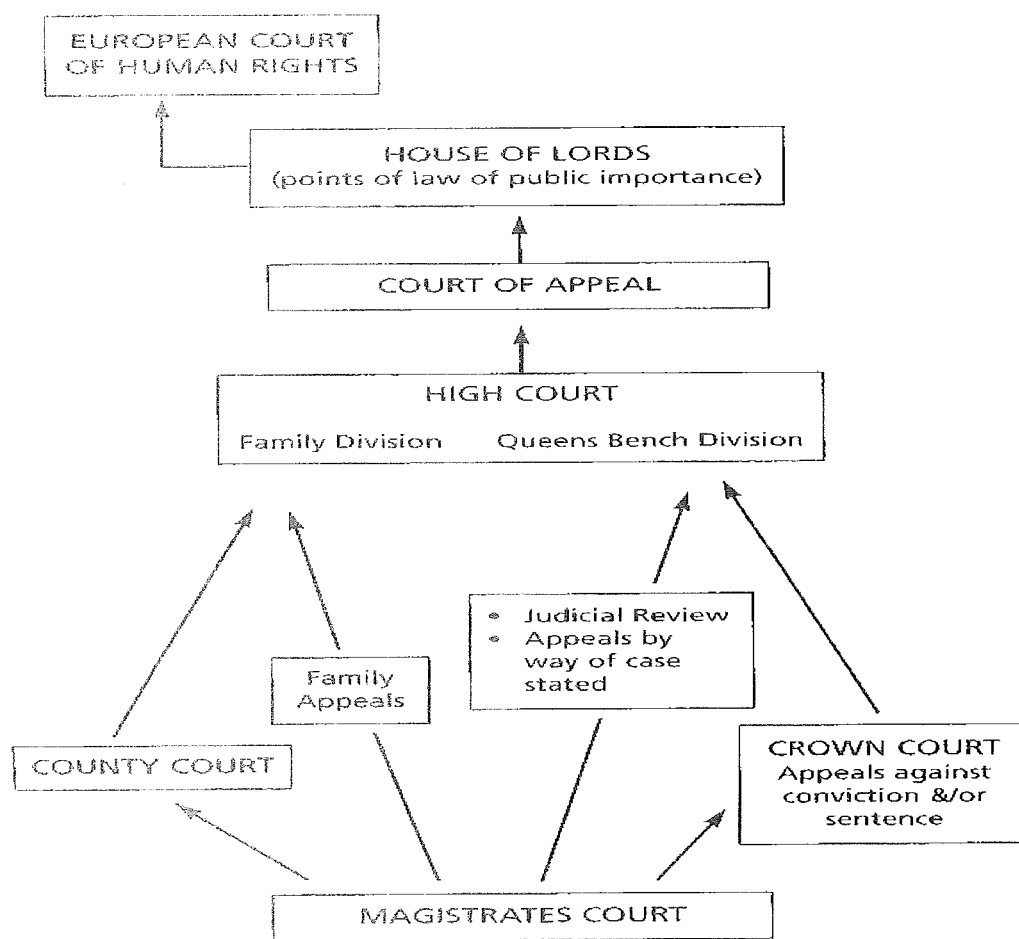 EUROPEAN COURT
OF HUMAN RIGHTS
HOUSE OF LORDS
(points of law of public importance)
COURT OF APPEAL
HIGH COURT
Family Division Queens Bench Division
• Judicial Review
• Appeals by
way of case
stated
Family
Appeals
COUNTY COURT
CROWN COURT
Appeals against
conviction &/or
sentence
MAGISTRATES COURT